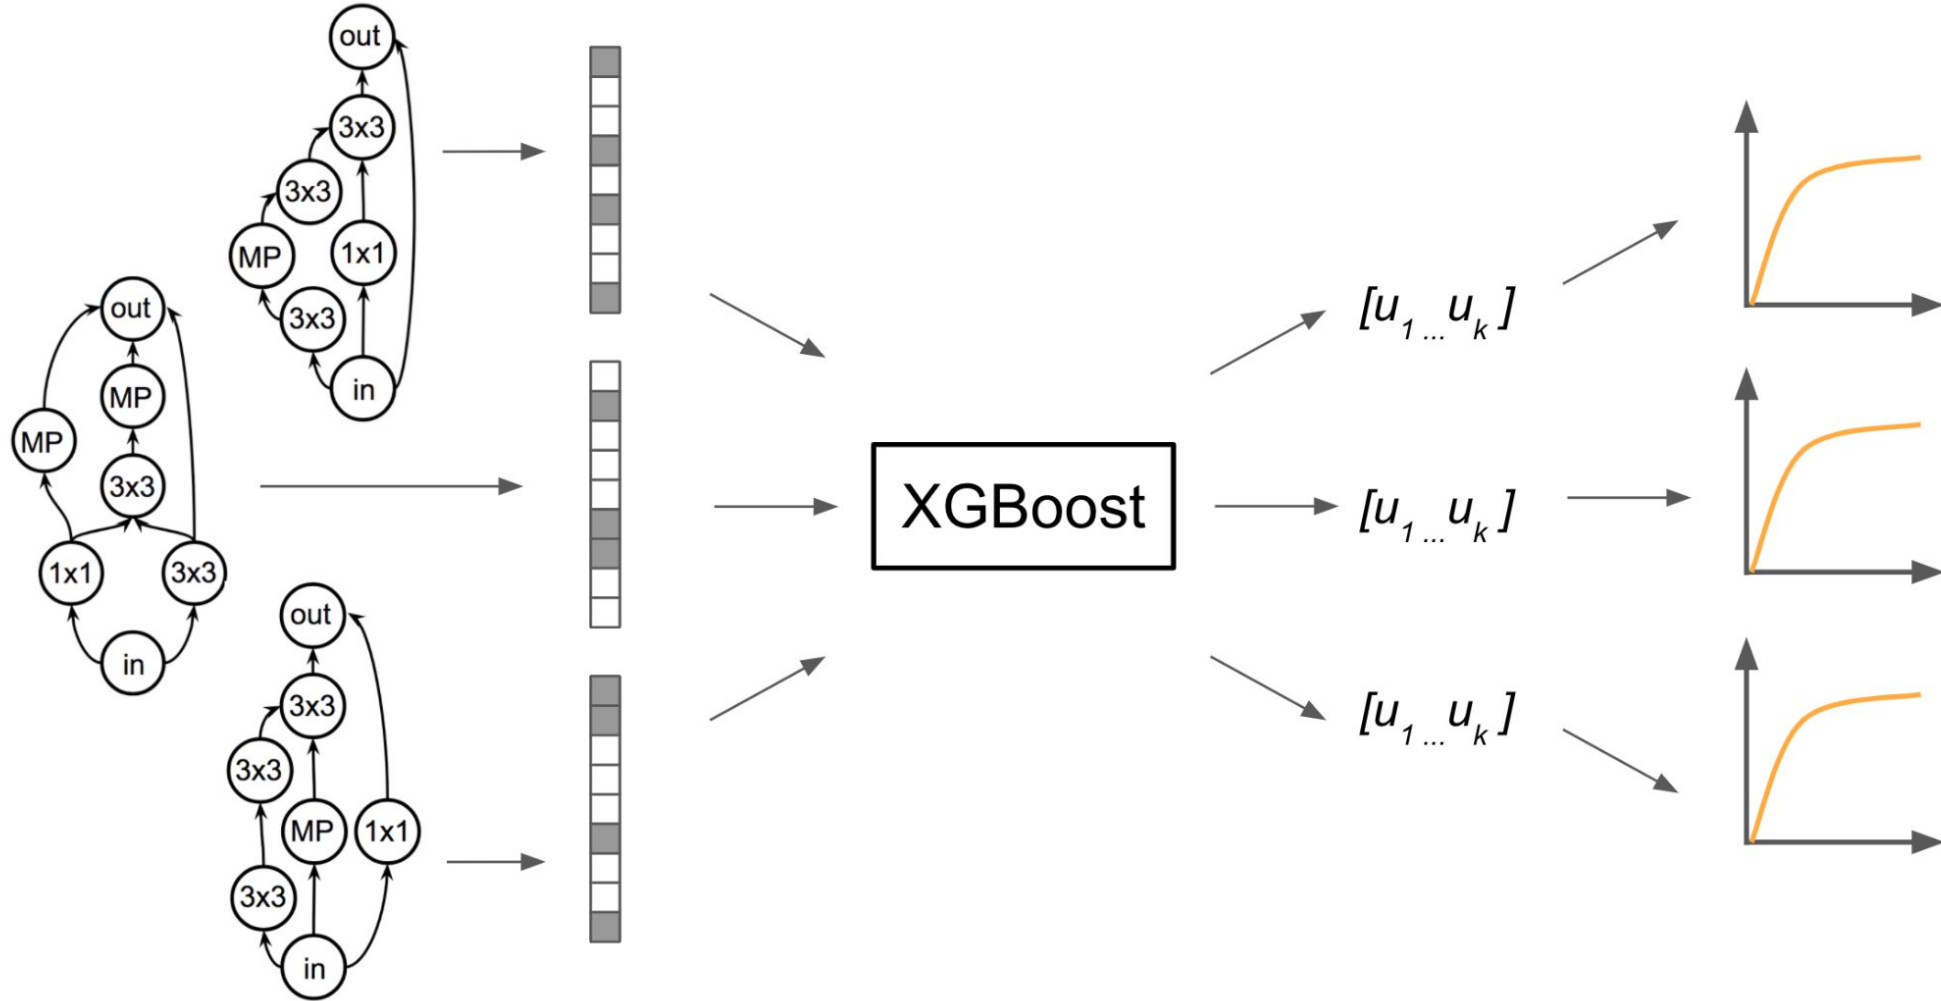 out
3x3
3x3
MP
1x1
3x3
in
out
MP
MP
3x3
1x1
3x3
in
out
3x3
3x3
MP
1x1
3x3
in
XGBoost
[u1 ... uk]
[u1 ... uk]
[u1 ... uk]